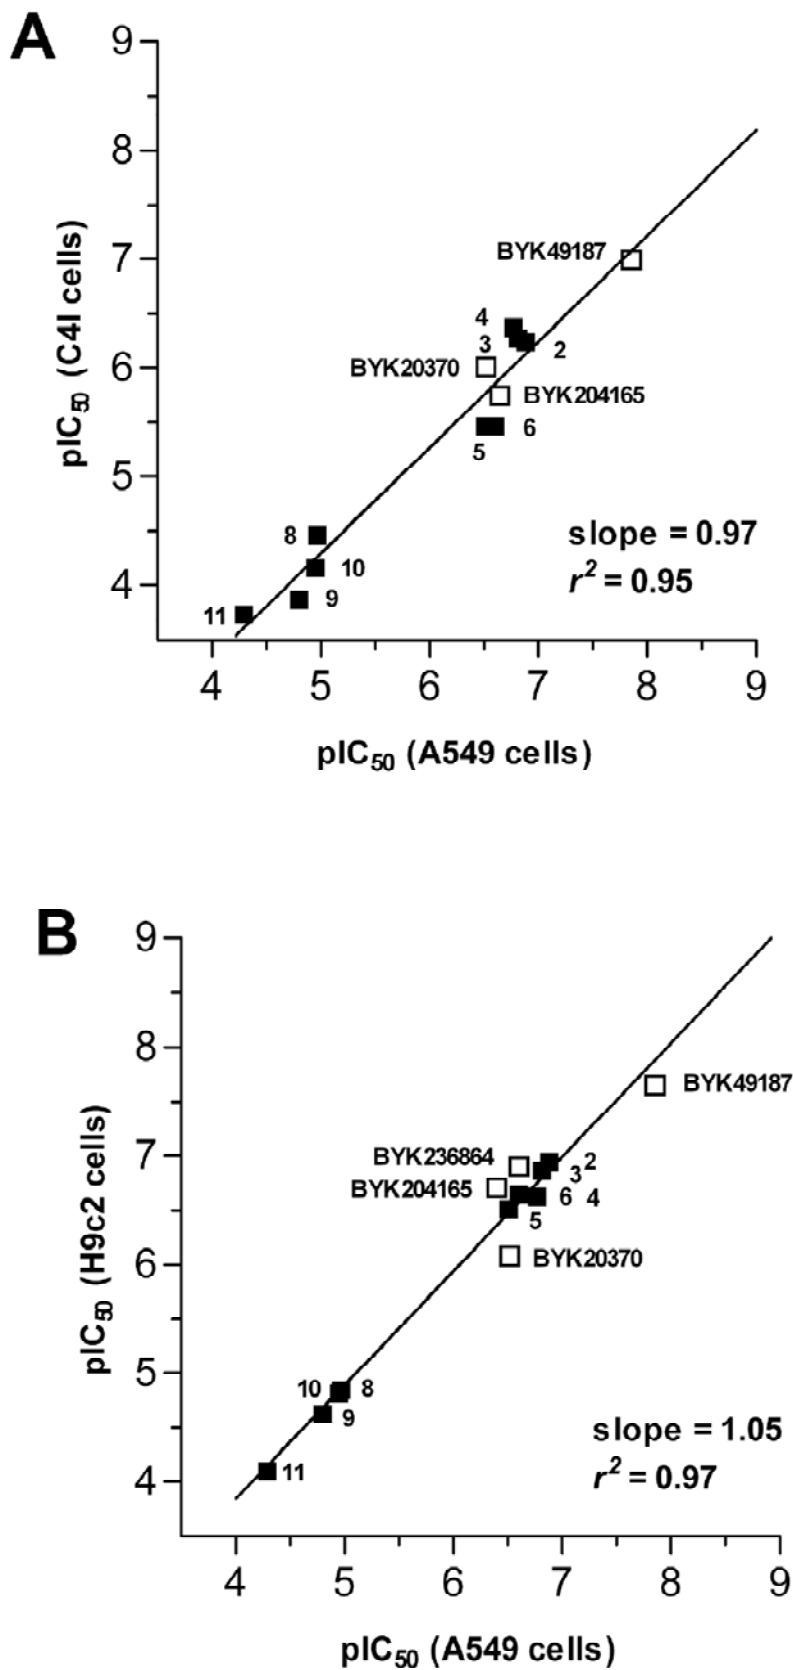 A
9
8
7
6
5
4
pIC50 (C4I cells)
BYK49187
4
3
2
BYK20370
BYK204165
5
6
8
10
9
11
slope = 0.97
r2 = 0.95
4 5 6 7 8 9
pIC50 (A549 cells)
B
9
8
7
6
5
4
pIC50 (H9c2 cells)
BYK49187
BYK236864
2
3
BYK204165
6 4
5
BYK20370
10 8
9
11
slope = 1.05
r2 = 0.97
4 5 6 7 8 9
pIC50 (A549 cells)